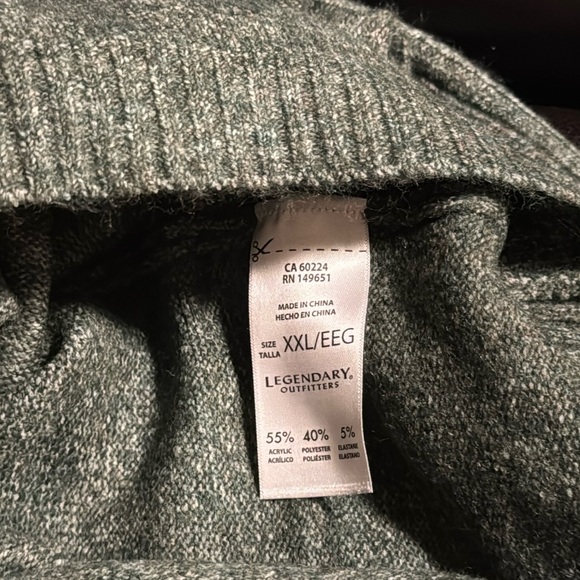 CA 60224
RN 149651
MADE IN CHINA
HECHO EN CHINA
SIZE TALLA XXL/EEG
LEGENDARY®
OUTFITTERS
55% 40% 5%
ACRYLIC POLYESTER ELASTANE
ACRÍLICO POLIÉSTER ELASTANO